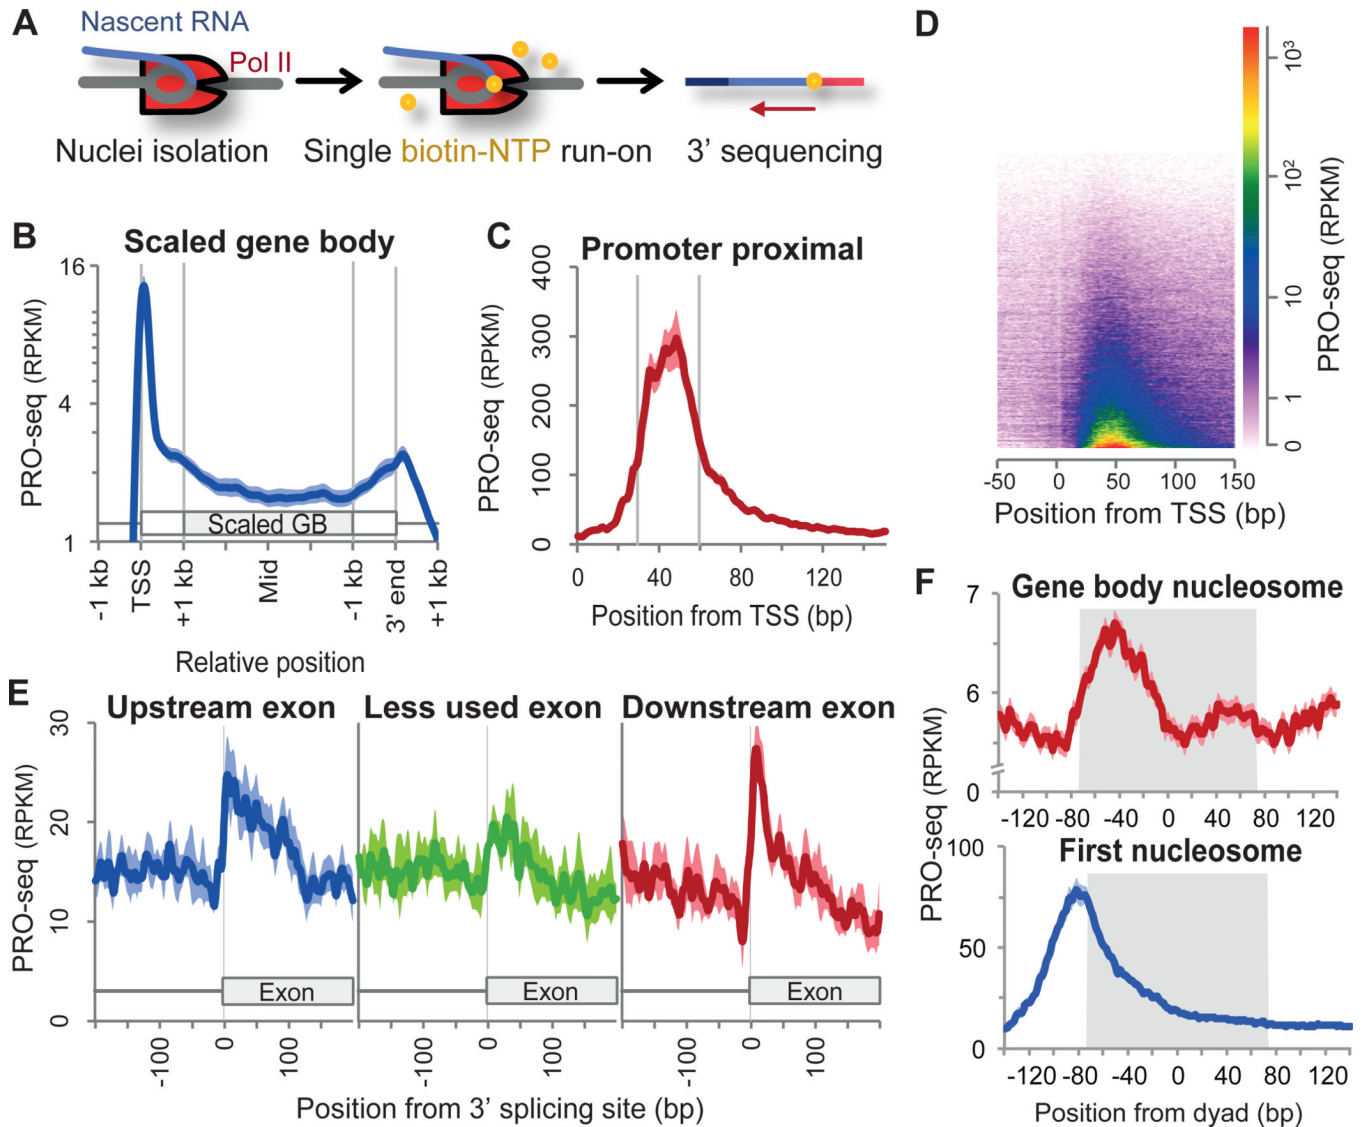 A
Nascent RNA
Pol II
Nuclei isolation
Single biotin-NTP run-on
3' sequencing
B
Scaled gene body
PRO-seq (RPKM)
16
4
1
Scaled GB
-1 kb
TSS
+1 kb
Mid
-1 kb
3' end
+1 kb
Relative position
C
Promoter proximal
PRO-seq (RPKM)
400
300
200
100
0
0 40 80 120
Position from TSS (bp)
D
10³
10²
10
1
0
PRO-seq (RPKM)
-50 0 50 100 150
Position from TSS (bp)
E
Upstream exon
Less used exon
Downstream exon
PRO-seq (RPKM)
30
20
10
0
Exon
Exon
Exon
-100 0 100
-100 0 100
-100 0 100
Position from 3' splicing site (bp)
F
Gene body nucleosome
7
6
0
-120 -80 -40 0 40 80 120
PRO-seq (RPKM)
First nucleosome
100
50
0
-120 -80 -40 0 40 80 120
Position from dyad (bp)